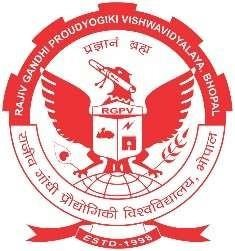 RAJIV GANDHI PROUDYOGIKI VISHWAVIDYALAYA, BHOPAL
प्रज्ञानं ब्रह्म
RGPV
राजीव गांधी प्रौद्योगिकी विश्वविद्यालय, भोपाल
ESTD-1998